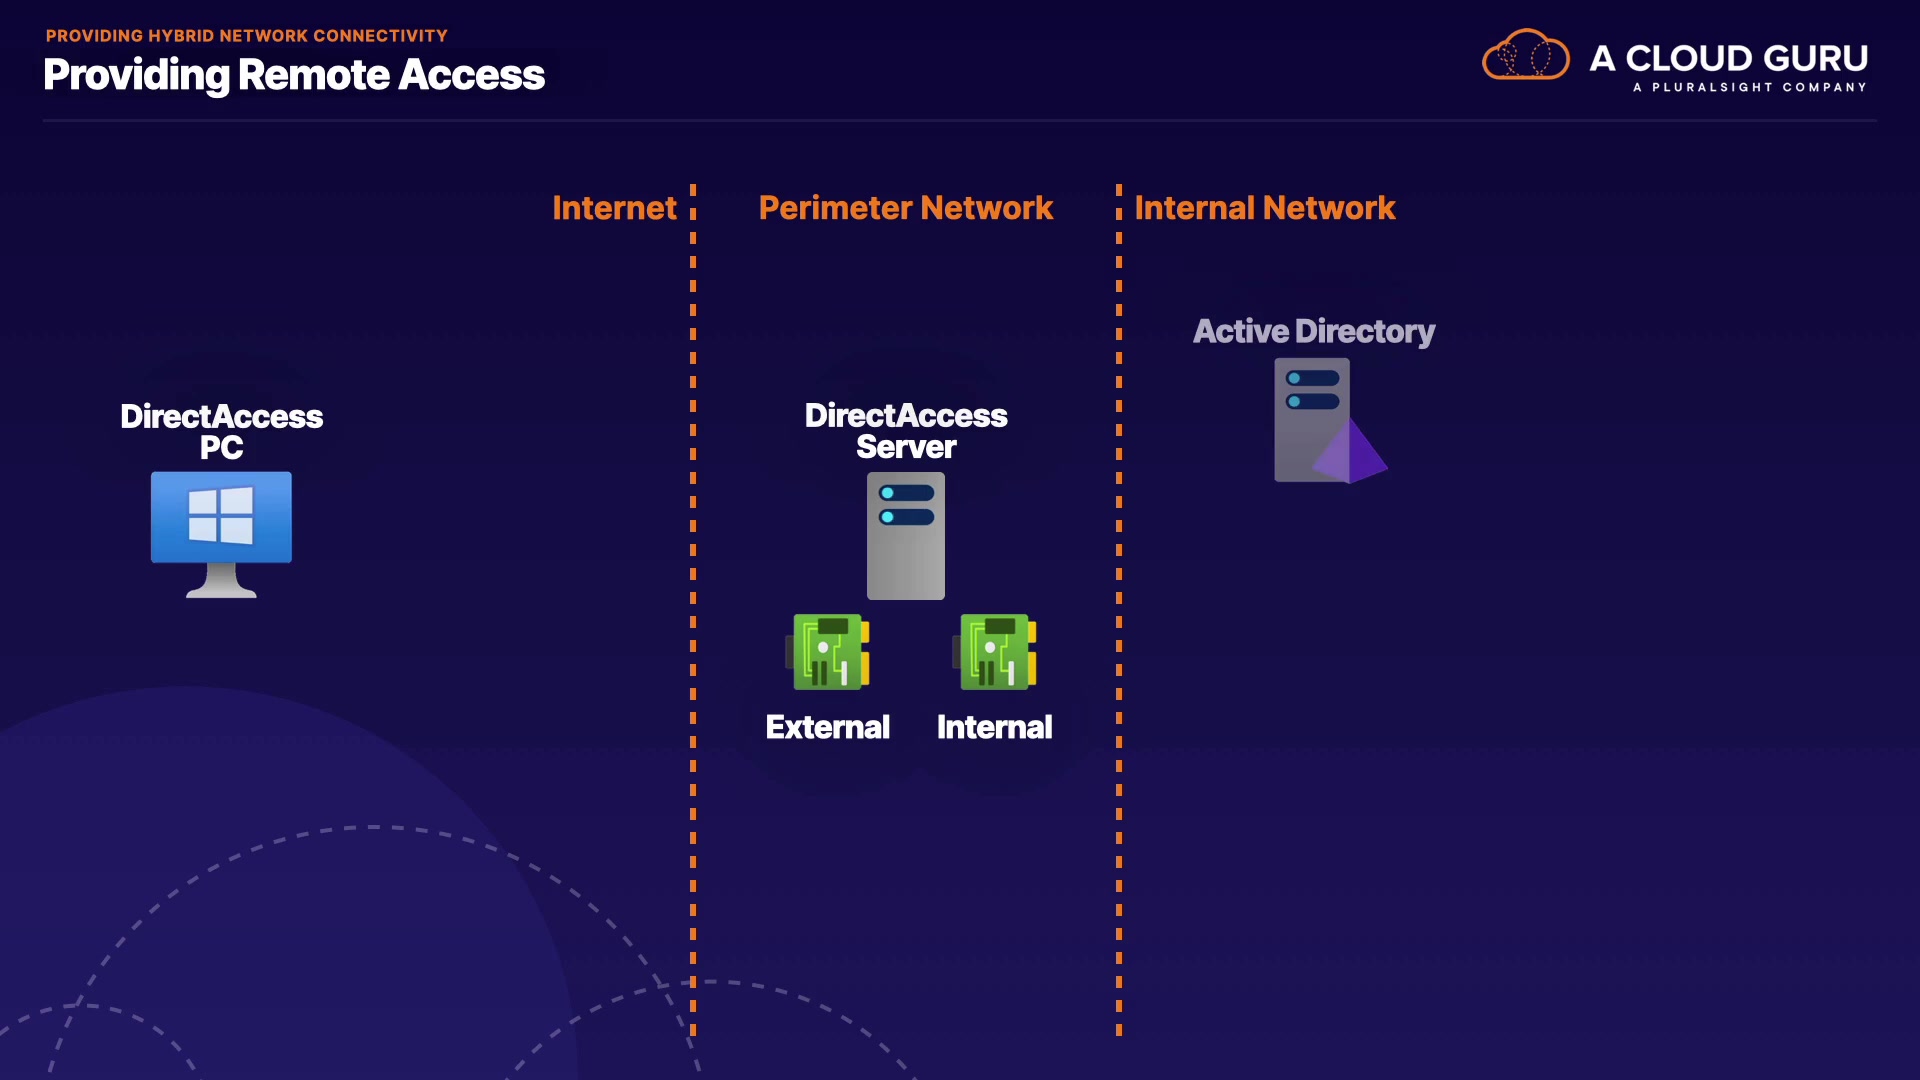 PROVIDING HYBRID NETWORK CONNECTIVITY
Providing Remote Access
A CLOUD GURU
A PLURALSIGHT COMPANY
Internet
Perimeter Network
Internal Network
Active Directory
DirectAccess
PC
DirectAccess
Server
External
Internal